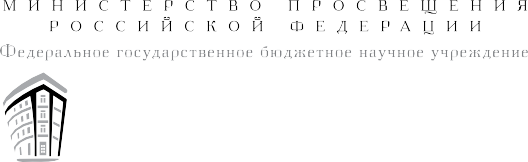 МИНИСТЕРСТВО ПРОСВЕЩЕНИЯ
РОССИЙСКОЙ ФЕДЕРАЦИИ
Федеральное государственное бюджетное научное учреждение